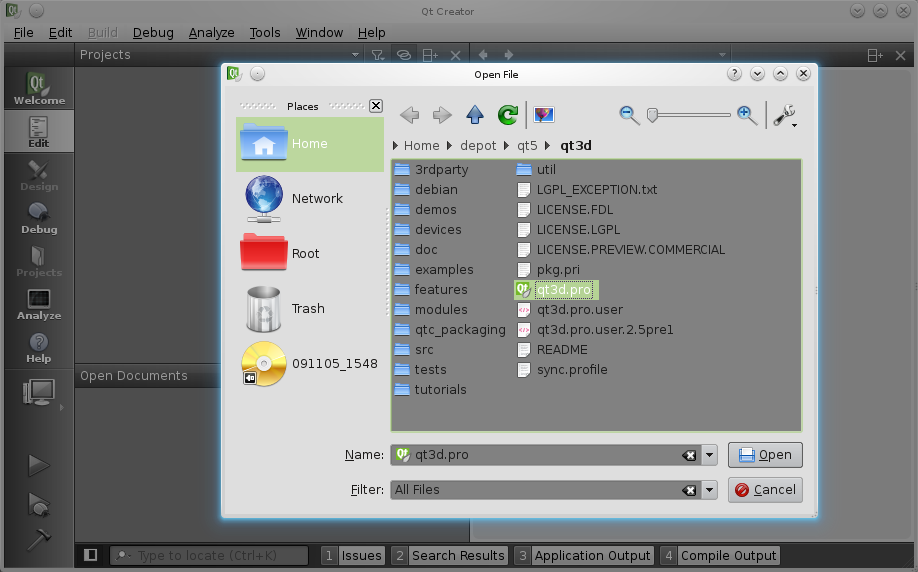 Qt Creator
File Edit Build Debug Analyze Tools Window Help
Projects
Open File
Welcome
Edit
Design
Debug
Projects
Analyze
Help
Open Documents
Places
Home
Network
Root
Trash
091105_1548
Home depot qt5 qt3d
3rdparty
debian
demos
devices
doc
examples
features
modules
qtc_packaging
src
tests
tutorials
util
LGPL_EXCEPTION.txt
LICENSE.FDL
LICENSE.LGPL
LICENSE.PREVIEW.COMMERCIAL
pkg.pri
qt3d.pro
qt3d.pro.user
qt3d.pro.user.2.5pre1
README
sync.profile
Name: qt3d.pro Open
Filter: All Files Cancel
Type to locate (Ctrl+K) 1 Issues 2 Search Results 3 Application Output 4 Compile Output